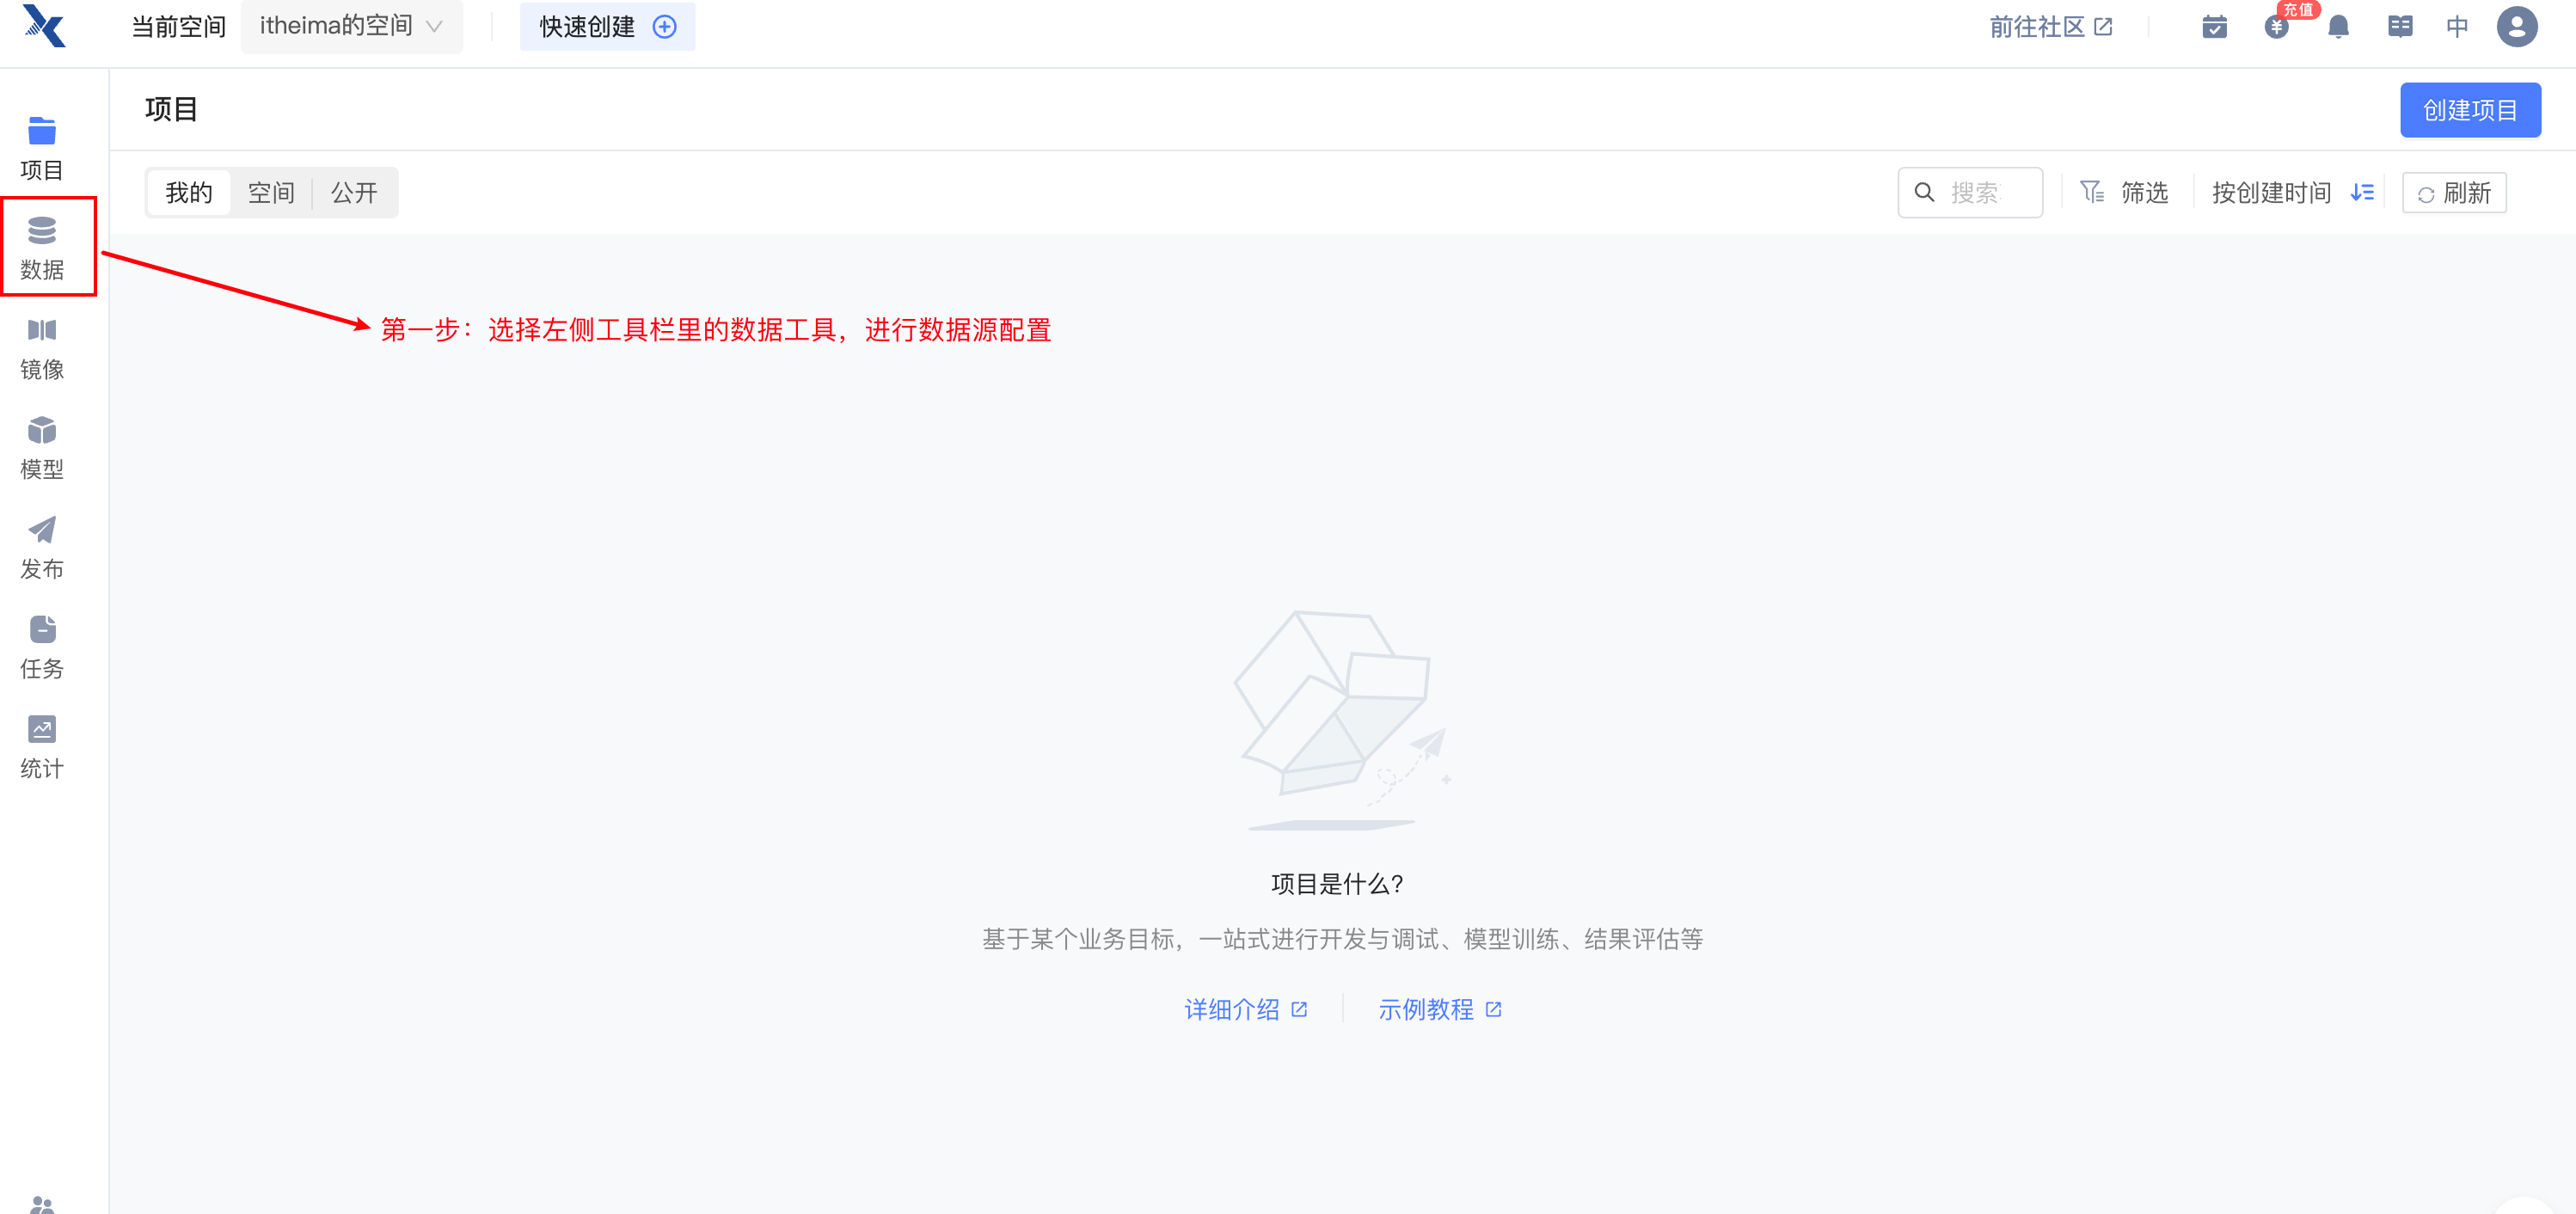 当前空间 itheima的空间 快速创建 前往社区 充值 中
项目 创建项目
我的 空间 公开 搜索 筛选 按创建时间 刷新
项目
数据
镜像
模型
发布
任务
统计
第一步：选择左侧工具栏里的数据工具，进行数据源配置
项目是什么?
基于某个业务目标，一站式进行开发与调试、模型训练、结果评估等
详细介绍 示例教程